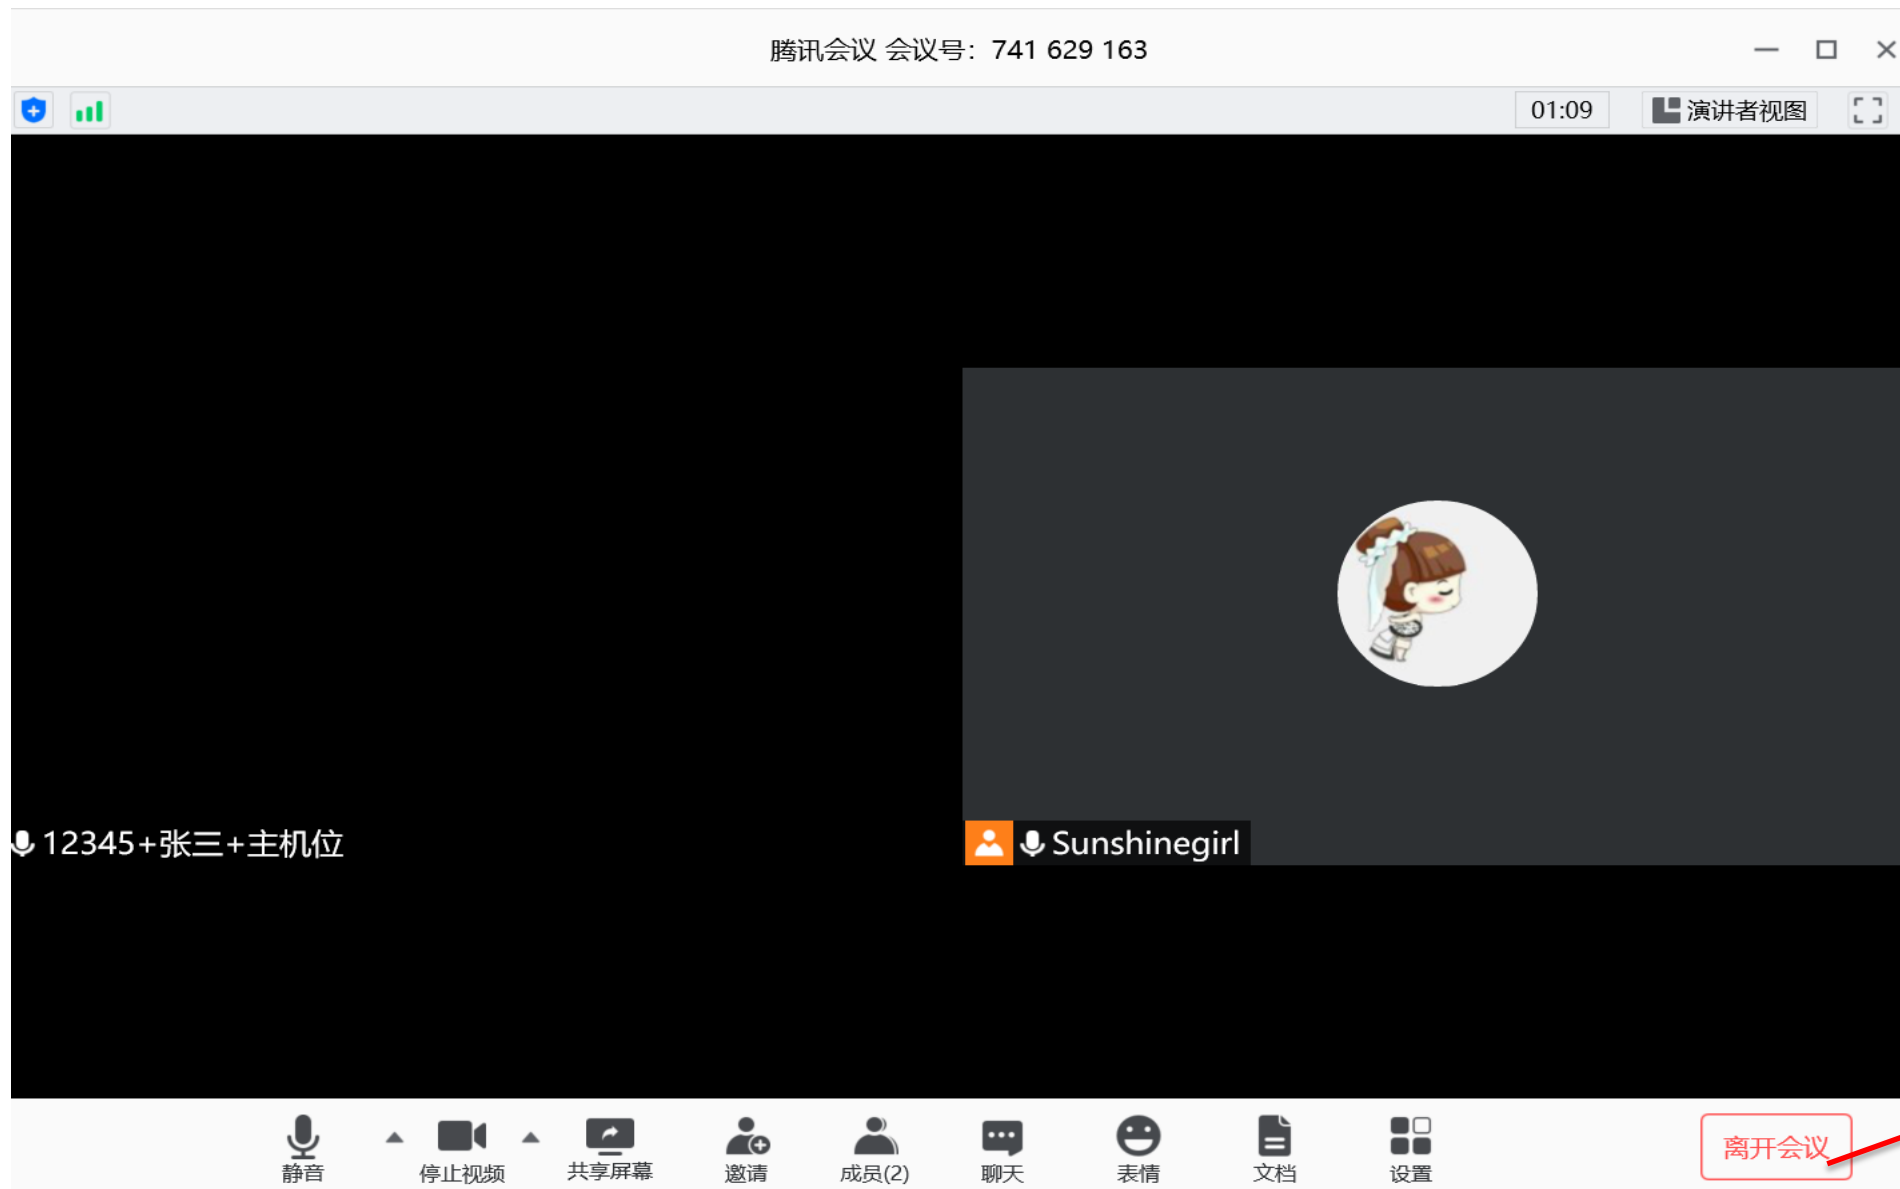 腾讯会议 会议号：741 629 163
01:09
演讲者视图
12345+张三+主机位
Sunshinegirl
静音
停止视频
共享屏幕
邀请
成员(2)
聊天
表情
文档
设置
离开会议